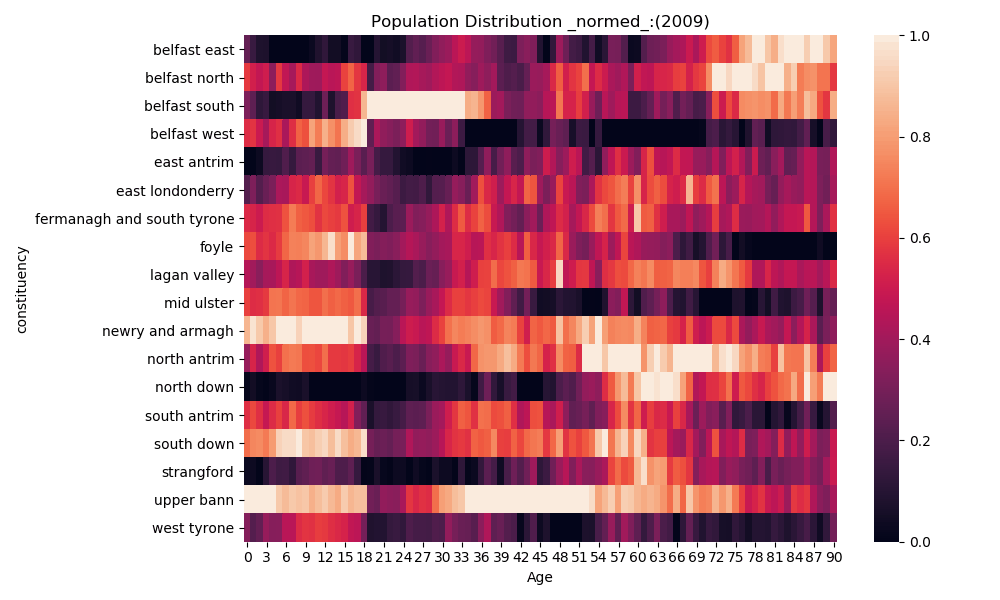 Population Distribution _normed_:(2009)
constituency
belfast east
belfast north
belfast south
belfast west
east antrim
east londonderry
fermanagh and south tyrone
foyle
lagan valley
mid ulster
newry and armagh
north antrim
north down
south antrim
south down
strangford
upper bann
west tyrone
0 3 6 9 12 15 18 21 24 27 30 33 36 39 42 45 48 51 54 57 60 63 66 69 72 75 78 81 84 87 90
Age
1.0
0.8
0.6
0.4
0.2
0.0